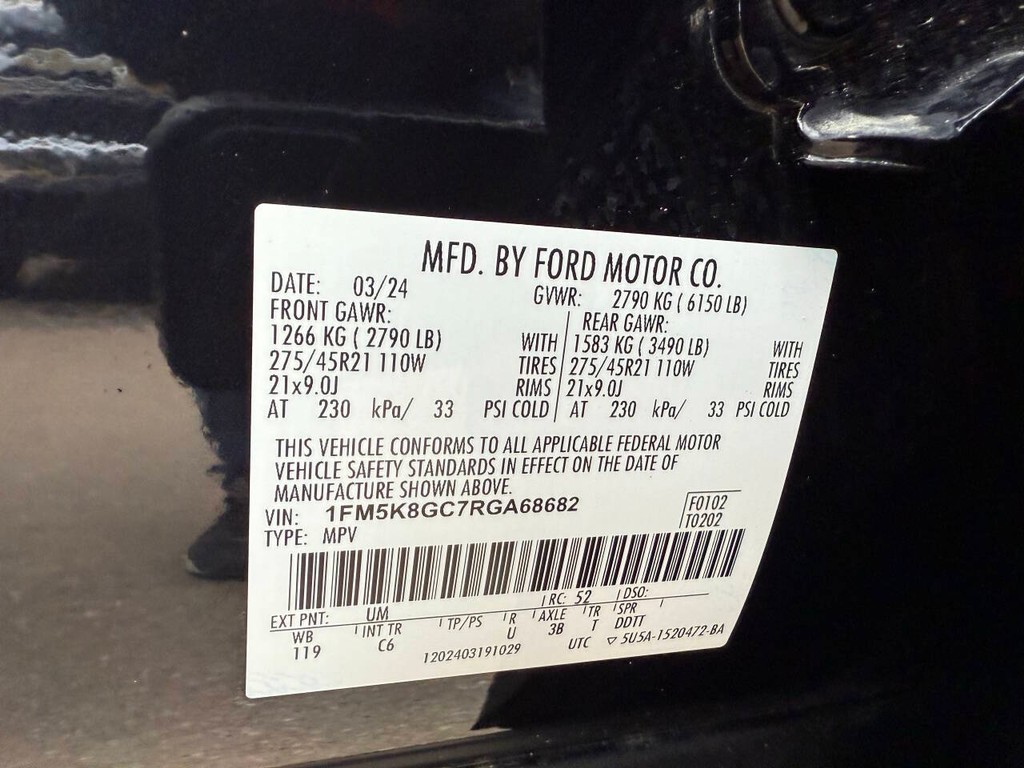 MFD. BY FORD MOTOR CO.
DATE: 03/24 GVWR: 2790 KG ( 6150 LB)
FRONT GAWR: REAR GAWR:
1266 KG ( 2790 LB) WITH 1583 KG ( 3490 LB) WITH
275/45R21 110W TIRES 275/45R21 110W TIRES
21x9.0J RIMS 21x9.0J RIMS
AT 230 kPa/ 33 PSI COLD AT 230 kPa/ 33 PSI COLD
THIS VEHICLE CONFORMS TO ALL APPLICABLE FEDERAL MOTOR
VEHICLE SAFETY STANDARDS IN EFFECT ON THE DATE OF
MANUFACTURE SHOWN ABOVE.
VIN: 1FM5K8GC7RGA68682 F0102
TYPE: MPV T0202
EXT PNT: UM RC: 52 DSO:
WB INT TR TP/PS R AXLE TR SPR
119 C6 U 3B T DDTT
1202403191029 UTC ▽ 5U5A-1520472-BA